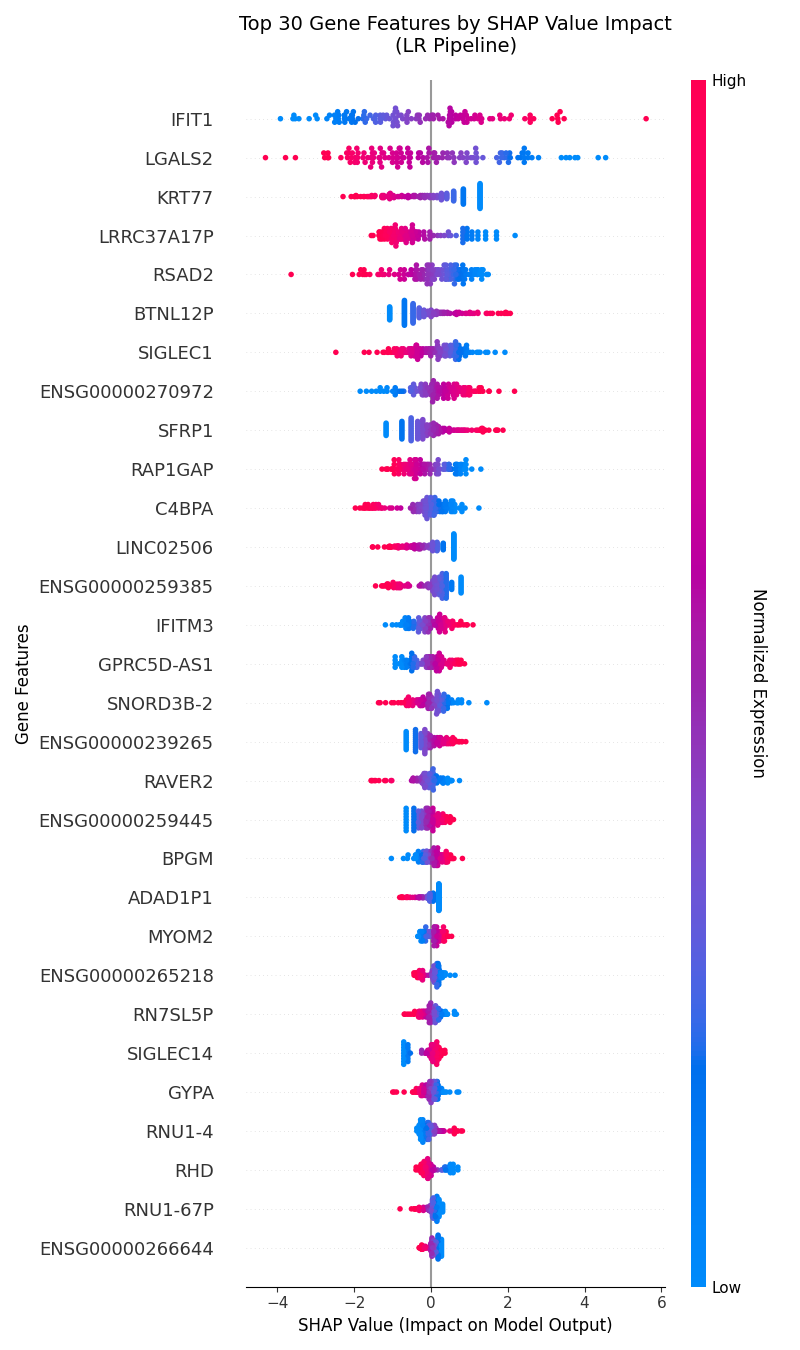 Top 30 Gene Features by SHAP Value Impact
(LR Pipeline)
High
IFIT1
LGALS2
KRT77
LRRC37A17P
RSAD2
BTNL12P
SIGLEC1
ENSG00000270972
SFRP1
RAP1GAP
C4BPA
LINC02506
ENSG00000259385
IFITM3
GPRC5D-AS1
SNORD3B-2
ENSG00000239265
RAVER2
ENSG00000259445
BPGM
ADAD1P1
MYOM2
ENSG00000265218
RN7SL5P
SIGLEC14
GYPA
RNU1-4
RHD
RNU1-67P
ENSG00000266644
Gene Features
Normalized Expression
Low
−4 −2 0 2 4 6
SHAP Value (Impact on Model Output)